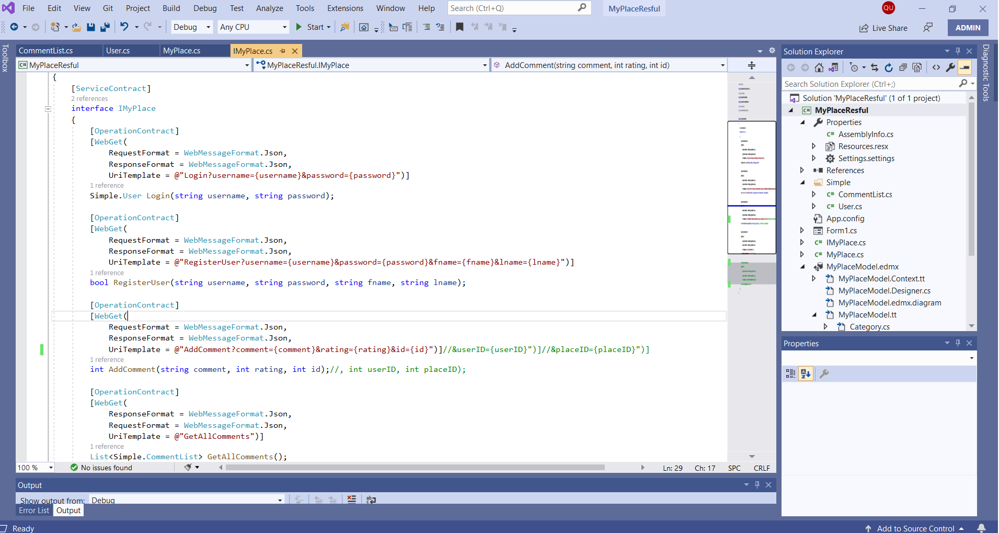 File Edit View Git Project Build Debug Test Analyze Tools Extensions Window Help Search (Ctrl+Q) MyPlaceResful QU
Debug Any CPU Start Live Share ADMIN
Toolbox
CommentList.cs User.cs MyPlace.cs IMyPlace.cs
C# MyPlaceResful MyPlaceResful.IMyPlace AddComment(string comment, int rating, int id)
{
[ServiceContract]
2 references
interface IMyPlace
{
[OperationContract]
[WebGet(
RequestFormat = WebMessageFormat.Json,
ResponseFormat = WebMessageFormat.Json,
UriTemplate = @"Login?username={username}&password={password}")]
1 reference
Simple.User Login(string username, string password);
[OperationContract]
[WebGet(
RequestFormat = WebMessageFormat.Json,
ResponseFormat = WebMessageFormat.Json,
UriTemplate = @"RegisterUser?username={username}&password={password}&fname={fname}&lname={lname}")]
1 reference
bool RegisterUser(string username, string password, string fname, string lname);
[OperationContract]
[WebGet(
RequestFormat = WebMessageFormat.Json,
ResponseFormat = WebMessageFormat.Json,
UriTemplate = @"AddComment?comment={comment}&rating={rating}&id={id}")]//&userID={userID}")]//&placeID={placeID}")]
1 reference
int AddComment(string comment, int rating, int id);//, int userID, int placeID);
[OperationContract]
[WebGet(
ResponseFormat = WebMessageFormat.Json,
RequestFormat = WebMessageFormat.Json,
UriTemplate = @"GetAllComments")]
1 reference
List<Simple.CommentList> GetAllComments();
100 % No issues found Ln: 29 Ch: 17 SPC CRLF
Output
Show output from: Debug
Error List Output
Solution Explorer
Search Solution Explorer (Ctrl+;)
Solution 'MyPlaceResful' (1 of 1 project)
C# MyPlaceResful
Properties
C# AssemblyInfo.cs
Resources.resx
Settings.settings
References
Simple
C# CommentList.cs
C# User.cs
App.config
Form1.cs
C# IMyPlace.cs
C# MyPlace.cs
MyPlaceModel.edmx
MyPlaceModel.Context.tt
MyPlaceModel.Designer.cs
MyPlaceModel.edmx.diagram
MyPlaceModel.tt
Category.cs
Properties
Diagnostic Tools
Ready Add to Source Control